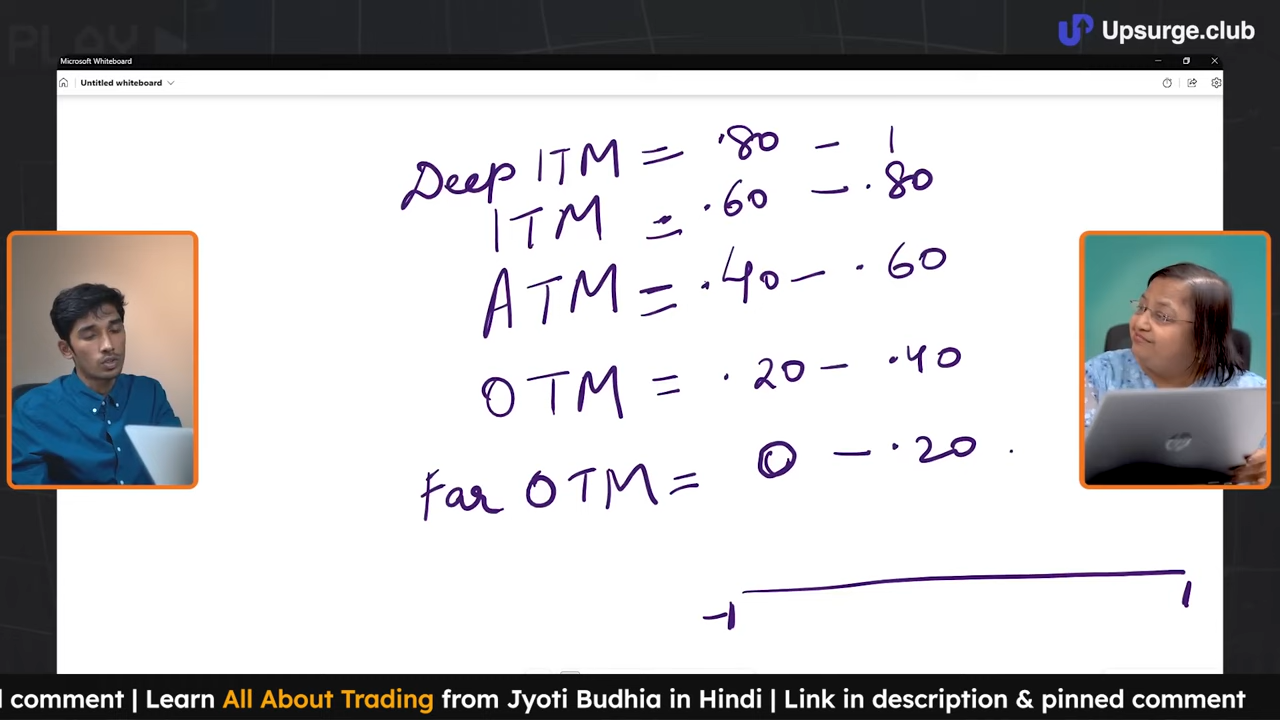 Upsurge.club
Microsoft Whiteboard
Untitled whiteboard
Deep ITM = .80 - 1
ITM = .60 - .80
ATM = .40 - .60
OTM = .20 - .40
Far OTM = 0 - .20
-1 1
d comment | Learn All About Trading from Jyoti Budhia in Hindi | Link in description & pinned comment